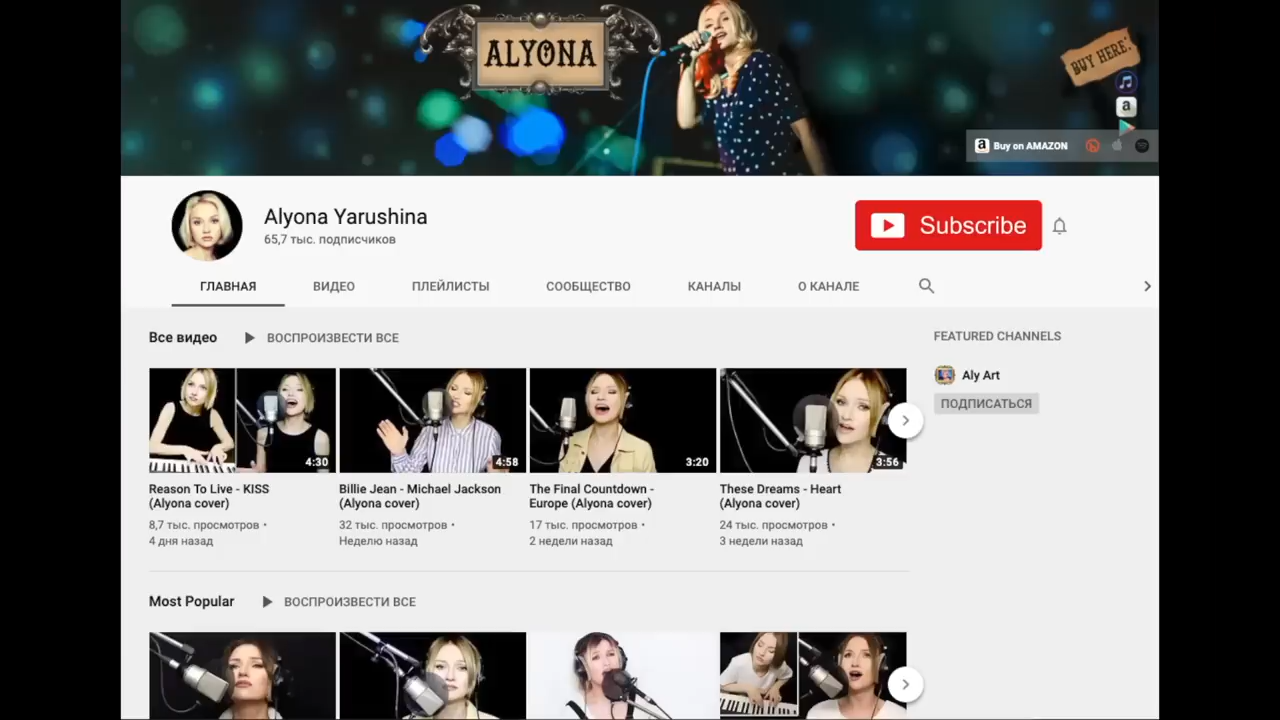 ALYONA
BUY HERE:
a
a Buy on AMAZON
Alyona Yarushina
65,7 тыс. подписчиков
Subscribe
ГЛАВНАЯ
ВИДЕО
ПЛЕЙЛИСТЫ
СООБЩЕСТВО
КАНАЛЫ
О КАНАЛЕ
Все видео
ВОСПРОИЗВЕСТИ ВСЕ
FEATURED CHANNELS
Aly Art
ПОДПИСАТЬСЯ
4:30
Reason To Live - KISS
(Alyona cover)
8,7 тыс. просмотров •
4 дня назад
4:58
Billie Jean - Michael Jackson
(Alyona cover)
32 тыс. просмотров •
Неделю назад
3:20
The Final Countdown -
Europe (Alyona cover)
17 тыс. просмотров •
2 недели назад
3:56
These Dreams - Heart
(Alyona cover)
24 тыс. просмотров •
3 недели назад
Most Popular
ВОСПРОИЗВЕСТИ ВСЕ